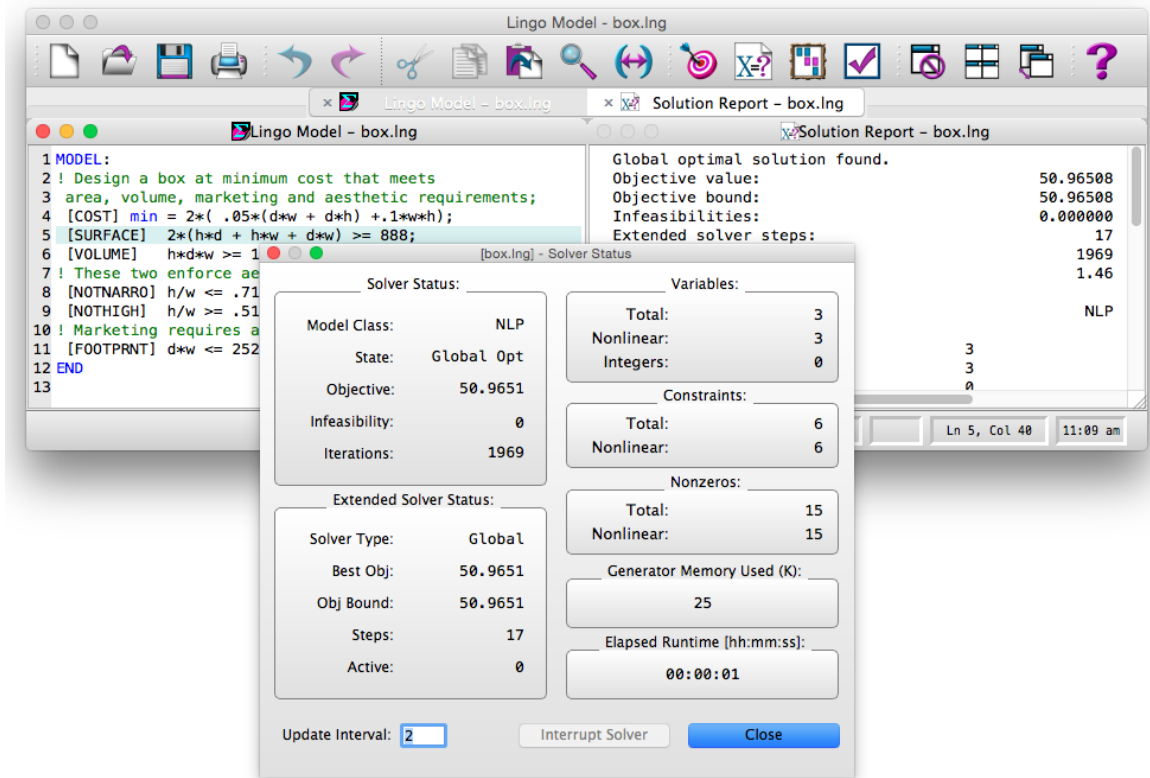 Lingo Model - box.lng
X=?
?
× Lingo Model - box.lng
× X=? Solution Report - box.lng
Lingo Model - box.lng
1 MODEL:
2 ! Design a box at minimum cost that meets
3 area, volume, marketing and aesthetic requirements;
4 [COST] min = 2*( .05*(d*w + d*h) +.1*w*h);
5 [SURFACE] 2*(h*d + h*w + d*w) >= 888;
6 [VOLUME] h*d*w >= 1
7 ! These two enforce ae
8 [NOTNARRO] h/w <= .71
9 [NOTHIGH] h/w >= .51
10 ! Marketing requires a
11 [FOOTPRNT] d*w <= 252
12 END
13
X=? Solution Report - box.lng
Global optimal solution found.
Objective value: 50.96508
Objective bound: 50.96508
Infeasibilities: 0.000000
Extended solver steps: 17
1969
1.46
NLP
3
3
0
Ln 5, Col 40 11:09 am
[box.lng] - Solver Status
Solver Status:
Model Class: NLP
State: Global Opt
Objective: 50.9651
Infeasibility: 0
Iterations: 1969
Extended Solver Status:
Solver Type: Global
Best Obj: 50.9651
Obj Bound: 50.9651
Steps: 17
Active: 0
Variables:
Total: 3
Nonlinear: 3
Integers: 0
Constraints:
Total: 6
Nonlinear: 6
Nonzeros:
Total: 15
Nonlinear: 15
Generator Memory Used (K):
25
Elapsed Runtime [hh:mm:ss]:
00:00:01
Update Interval: 2
Interrupt Solver
Close